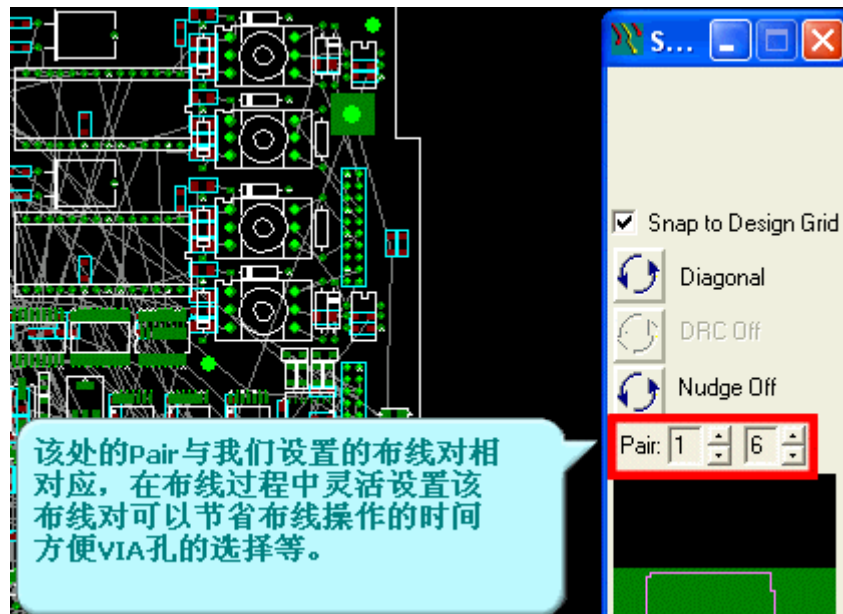 S...
Snap to Design Grid
Diagonal
DRC Off
Nudge Off
Pair: 1 6
该处的Pair与我们设置的布线对相
对应，在布线过程中灵活设置该
布线对可以节省布线操作的时间
方便VIA孔的选择等。